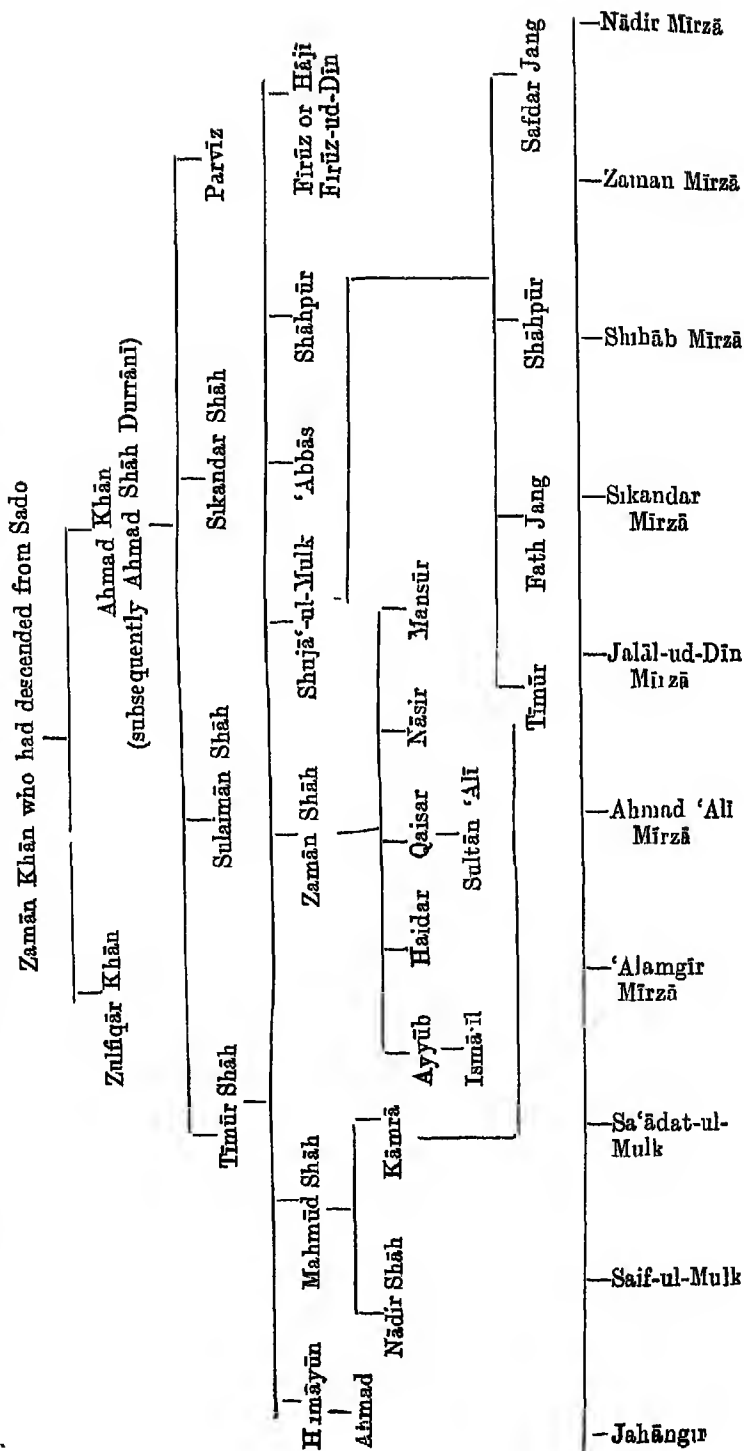 Zamān Khān who had descended from Sado
Zulfiqār Khān
Ahmad Khān
(subsequently Ahmad Shāh Durrānī)
Tīmūr Shāh
Sulaimān Shāh
Sikandar Shāh
Parvīz
Himāyūn
Mahmūd Shāh
Zamān Shāh
Shujā‘-ul-Mulk
‘Abbās
Shāhpūr
Fīrūz or Hājī
Fīrūz-ud-Dīn
Ahmad
Nādir Shāh
Kāmrā
Ayyūb
Haidar
Qaisar
Nāsir
Mansūr
Ismā‘īl
Sultān ‘Alī
Tīmūr
Fath Jang
Shāhpūr
Safdar Jang
Nādir Mīrzā
Zaman Mīrzā
Shihāb Mīrzā
Sikandar
Mīrzā
Jalāl-ud-Dīn
Mīrzā
Ahmad ‘Alī
Mīrzā
‘Alamgīr
Mīrzā
Sa‘ādat-ul-
Mulk
Saif-ul-Mulk
Jahāngīr